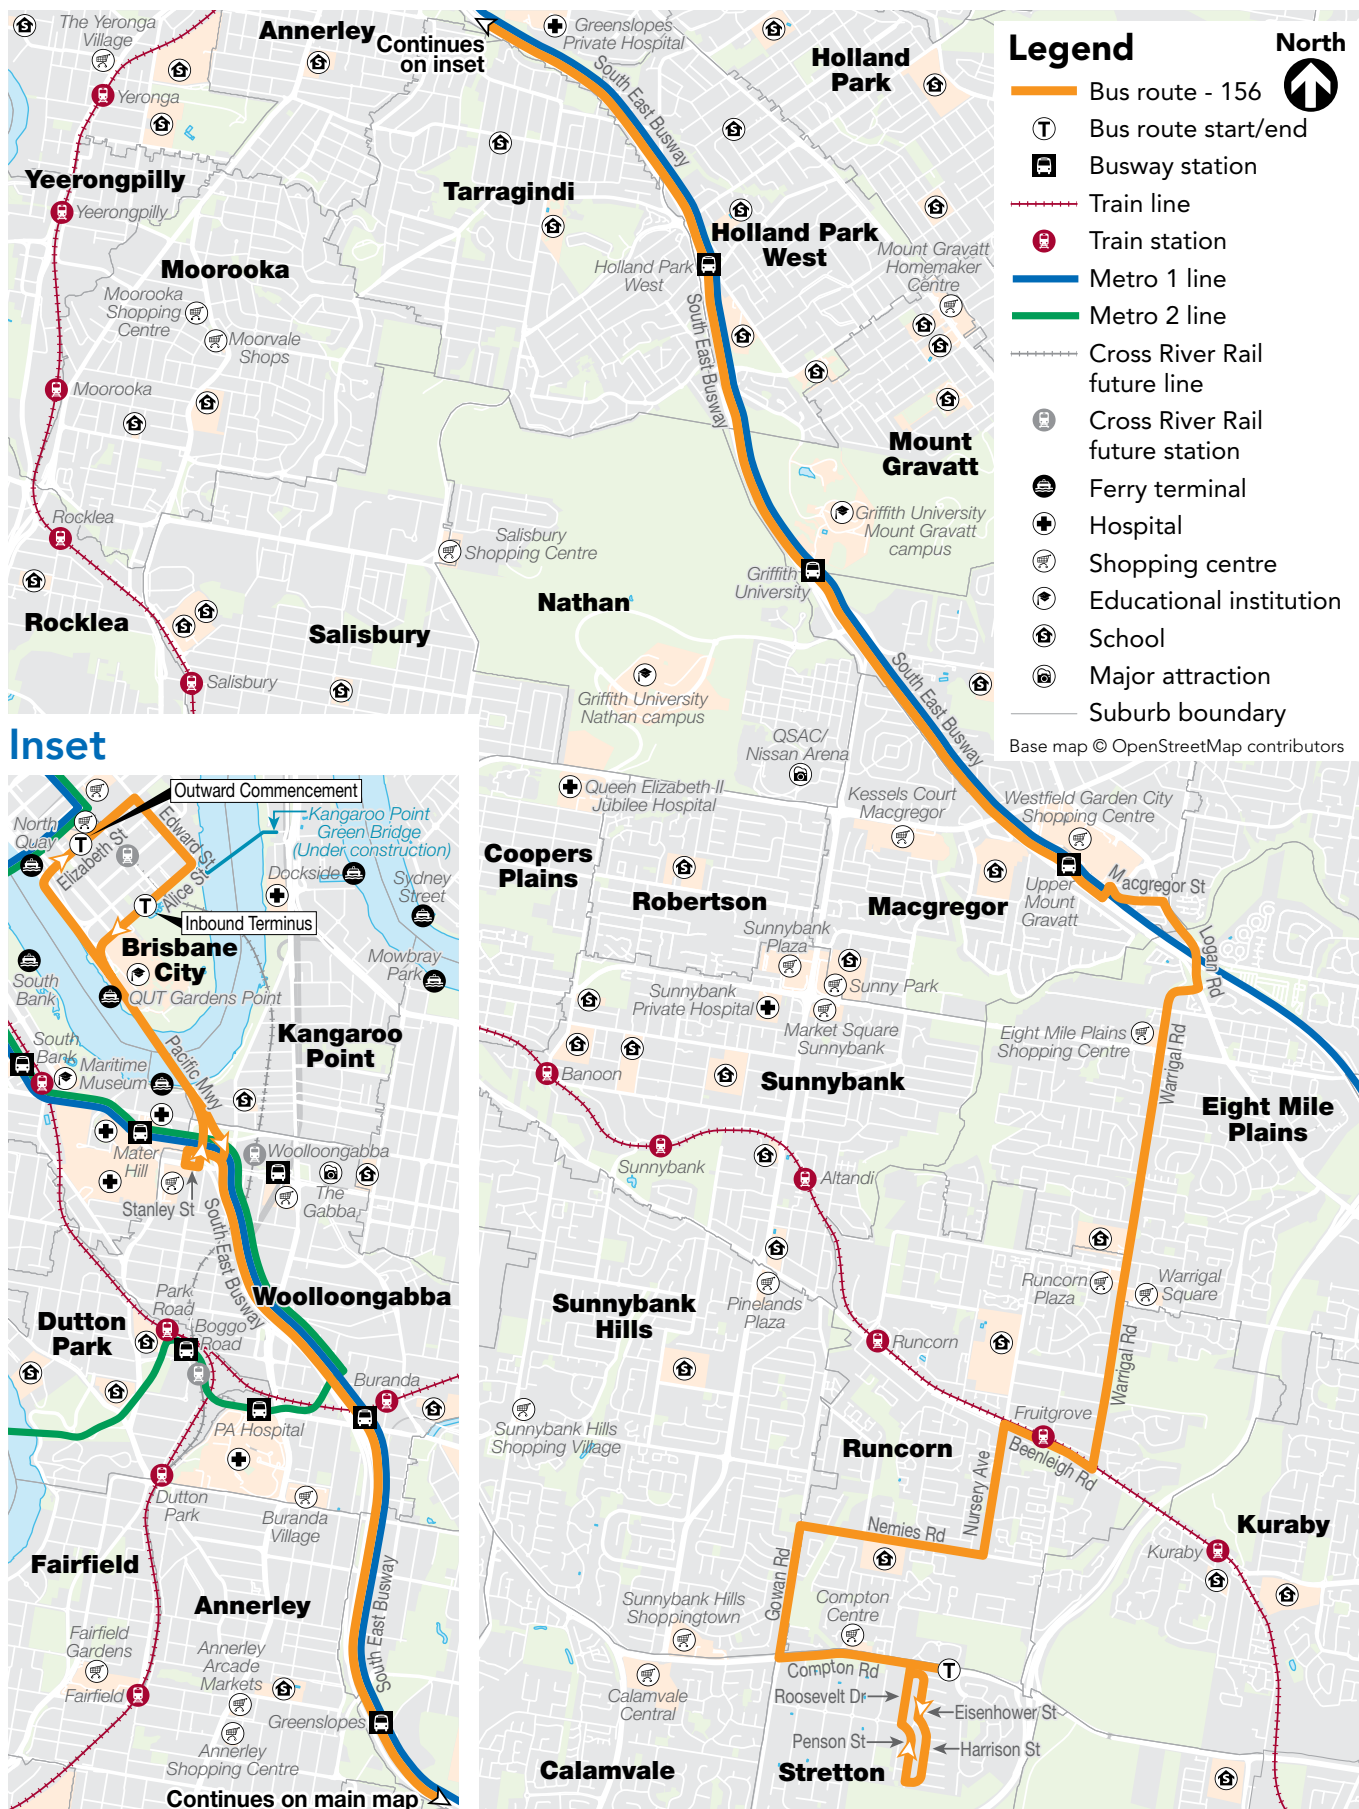 The Yeronga
Village
Annerley
Continues
on inset
Greenslopes
Private Hospital
Holland
Park
South East Busway
Yeronga
Yeerongpilly
Yeerongpilly
Tarragindi
Holland Park
West
Holland Park
West
Mount Gravatt
Homemaker
Centre
Moorooka
Moorooka
Shopping
Centre
Moorvale
Shops
South East Busway
Moorooka
Mount
Gravatt
Griffith University
Mount Gravatt
campus
Rocklea
Salisbury
Shopping Centre
Griffith
University
Nathan
Rocklea
Salisbury
South East Busway
Salisbury
Griffith University
Nathan campus
QSAC/
Nissan Arena
Legend
North
Bus route - 156
T
Bus route start/end
Busway station
Train line
Train station
Metro 1 line
Metro 2 line
Cross River Rail
future line
Cross River Rail
future station
Ferry terminal
Hospital
Shopping centre
Educational institution
School
Major attraction
Suburb boundary
Base map © OpenStreetMap contributors
Queen Elizabeth II
Jubilee Hospital
Kessels Court
Macgregor
Westfield Garden City
Shopping Centre
Coopers
Plains
Robertson
Macgregor
Upper
Mount
Gravatt
Macgregor St
Logan Rd
Sunnybank
Plaza
Sunny Park
Sunnybank
Private Hospital
Market Square
Sunnybank
Eight Mile Plains
Shopping Centre
Warrigal Rd
Banoon
Sunnybank
Eight Mile
Plains
Sunnybank
Altandi
Runcorn
Plaza
Warrigal
Square
Sunnybank
Hills
Pinelands
Plaza
Runcorn
Warrigal Rd
Fruitgrove
Beenleigh Rd
Sunnybank Hills
Shopping Village
Runcorn
Nursery Ave
Nemies Rd
Kuraby
Kuraby
Gowan Rd
Sunnybank Hills
Shoppingtown
Compton
Centre
Compton Rd
T
Calamvale
Central
Roosevelt Dr
Eisenhower St
Penson St
Harrison St
Calamvale
Stretton
Inset
Outward Commencement
North
Quay
T
Elizabeth St
Edward St
Kangaroo Point
Green Bridge
(Under construction)
Alice St
Dockside
Sydney
Street
T
Inbound Terminus
Brisbane
City
Mowbray
Park
South
Bank
QUT Gardens Point
Kangaroo
Point
South
Bank
Maritime
Museum
Pacific Mwy
Mater
Hill
Woolloongabba
The
Gabba
Stanley St
South East Busway
Park
Road
Woolloongabba
Dutton
Park
Boggo
Road
Buranda
PA Hospital
Dutton
Park
Buranda
Village
Fairfield
Annerley
South East Busway
Fairfield
Gardens
Annerley
Arcade
Markets
Fairfield
Greenslopes
Annerley
Shopping Centre
Continues on main map